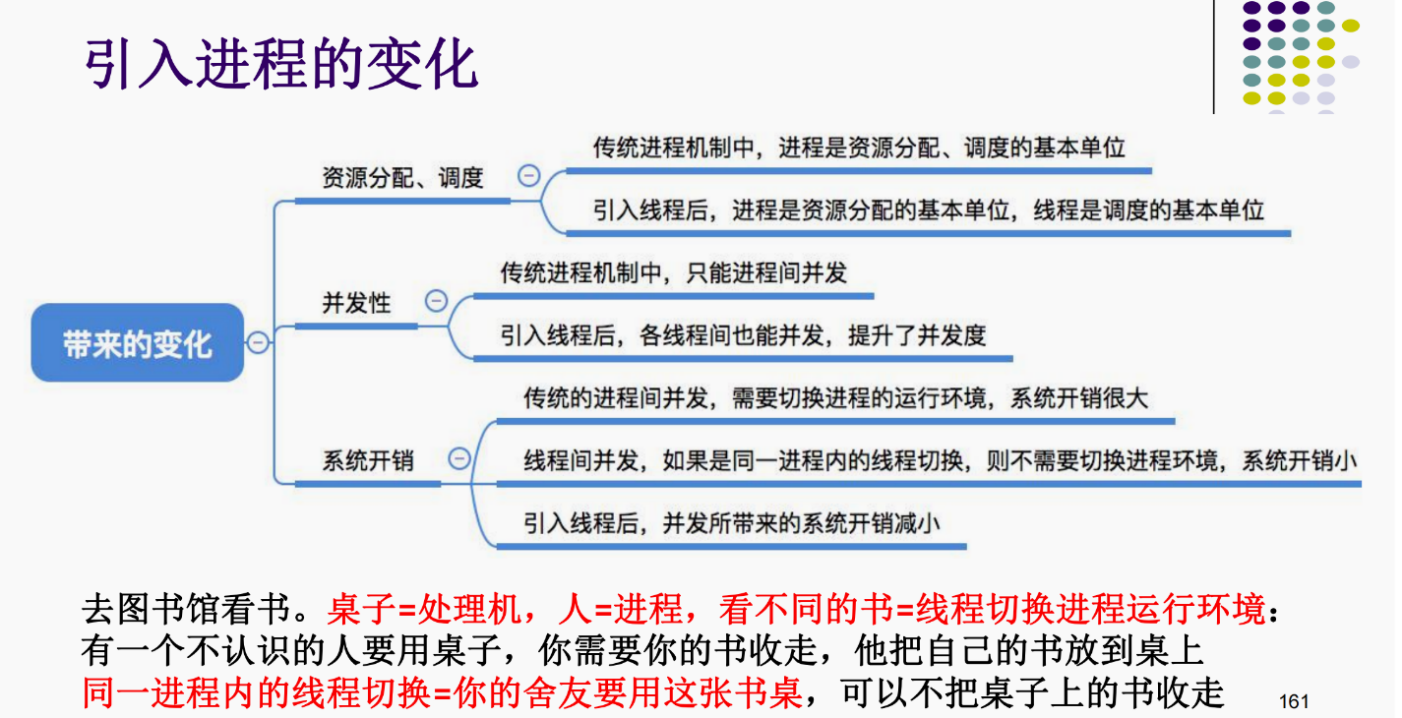 引入进程的变化
传统进程机制中，进程是资源分配、调度的基本单位
资源分配、调度
引入线程后，进程是资源分配的基本单位，线程是调度的基本单位
传统进程机制中，只能进程间并发
并发性
引入线程后，各线程间也能并发，提升了并发度
带来的变化
传统的进程间并发，需要切换进程的运行环境，系统开销很大
系统开销
线程间并发，如果是同一进程内的线程切换，则不需要切换进程环境，系统开销小
引入线程后，并发所带来的系统开销减小
去图书馆看书。桌子=处理机，人=进程，看不同的书=线程切换进程运行环境：
有一个不认识的人要用桌子，你需要你的书收走，他把自己的书放到桌上
同一进程内的线程切换=你的舍友要用这张书桌，可以不把桌子上的书收走
161